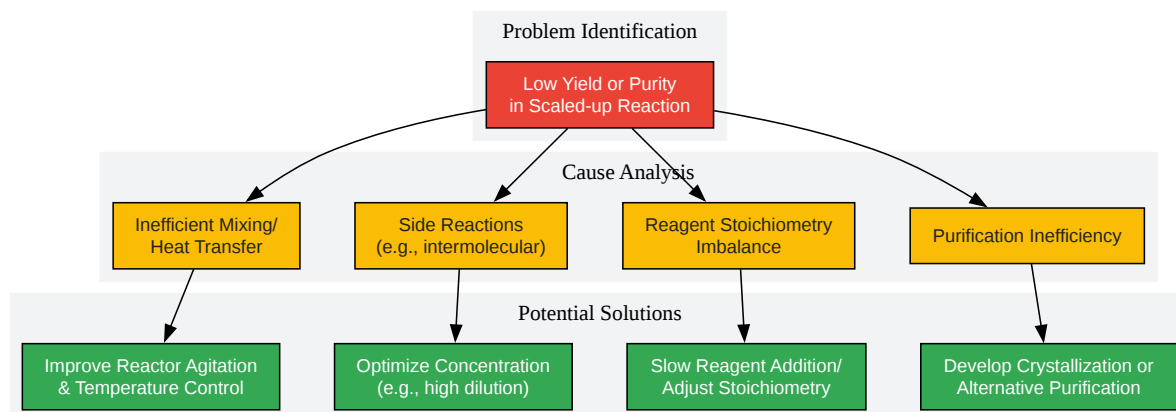 Problem Identification
Low Yield or Purity
in Scaled-up Reaction
Cause Analysis
Inefficient Mixing/
Heat Transfer
Side Reactions
(e.g., intermolecular)
Reagent Stoichiometry
Imbalance
Purification Inefficiency
Potential Solutions
Improve Reactor Agitation
& Temperature Control
Optimize Concentration
(e.g., high dilution)
Slow Reagent Addition/
Adjust Stoichiometry
Develop Crystallization or
Alternative Purification